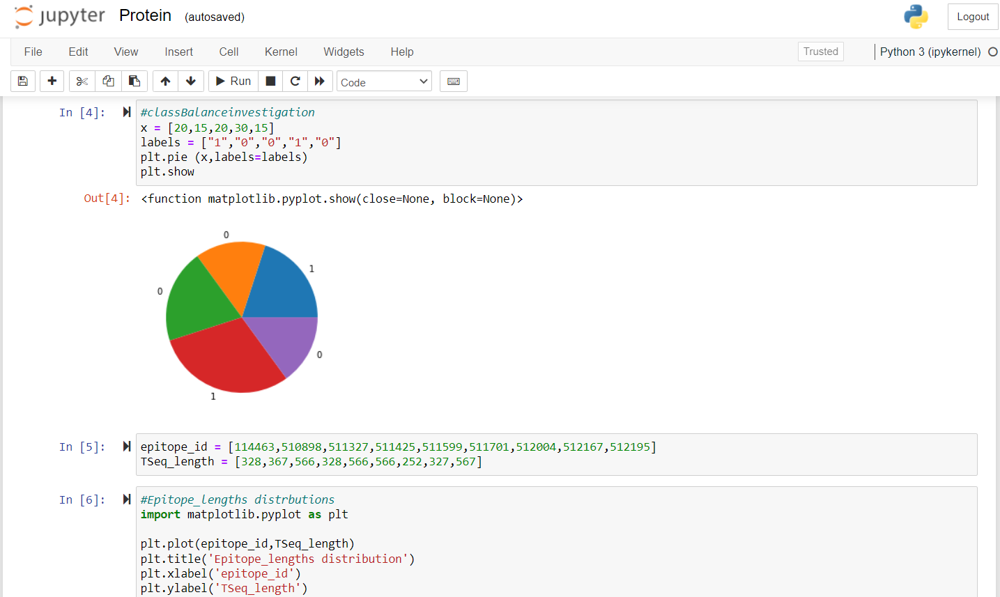 jupyter Protein (autosaved)
Logout
File Edit View Insert Cell Kernel Widgets Help
Trusted
Python 3 (ipykernel)
Run
Code
In [4]:
#classBalanceinvestigation
x = [20,15,20,30,15]
labels = ["1","0","0","1","0"]
plt.pie (x,labels=labels)
plt.show
Out[4]: <function matplotlib.pyplot.show(close=None, block=None)>
0
1
0
0
1
In [5]:
epitope_id = [114463,510898,511327,511425,511599,511701,512004,512167,512195]
TSeq_length = [328,367,566,328,566,566,252,327,567]
In [6]:
#Epitope_lengths distrbutions
import matplotlib.pyplot as plt
plt.plot(epitope_id,TSeq_length)
plt.title('Epitope_lengths distribution')
plt.xlabel('epitope_id')
plt.ylabel('TSeq_length')